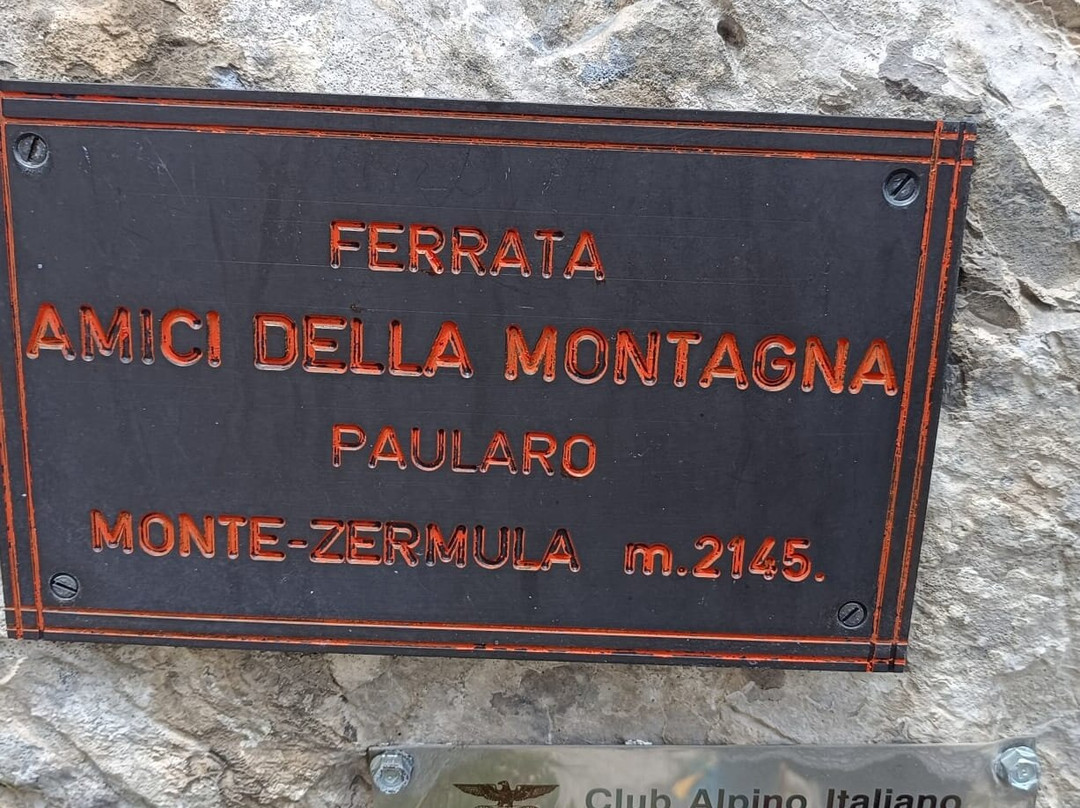 FERRATA
AMICI DELLA MONTAGNA
PAULARO
MONTE-ZERMULA m.2145.
Club Alpino Italiano